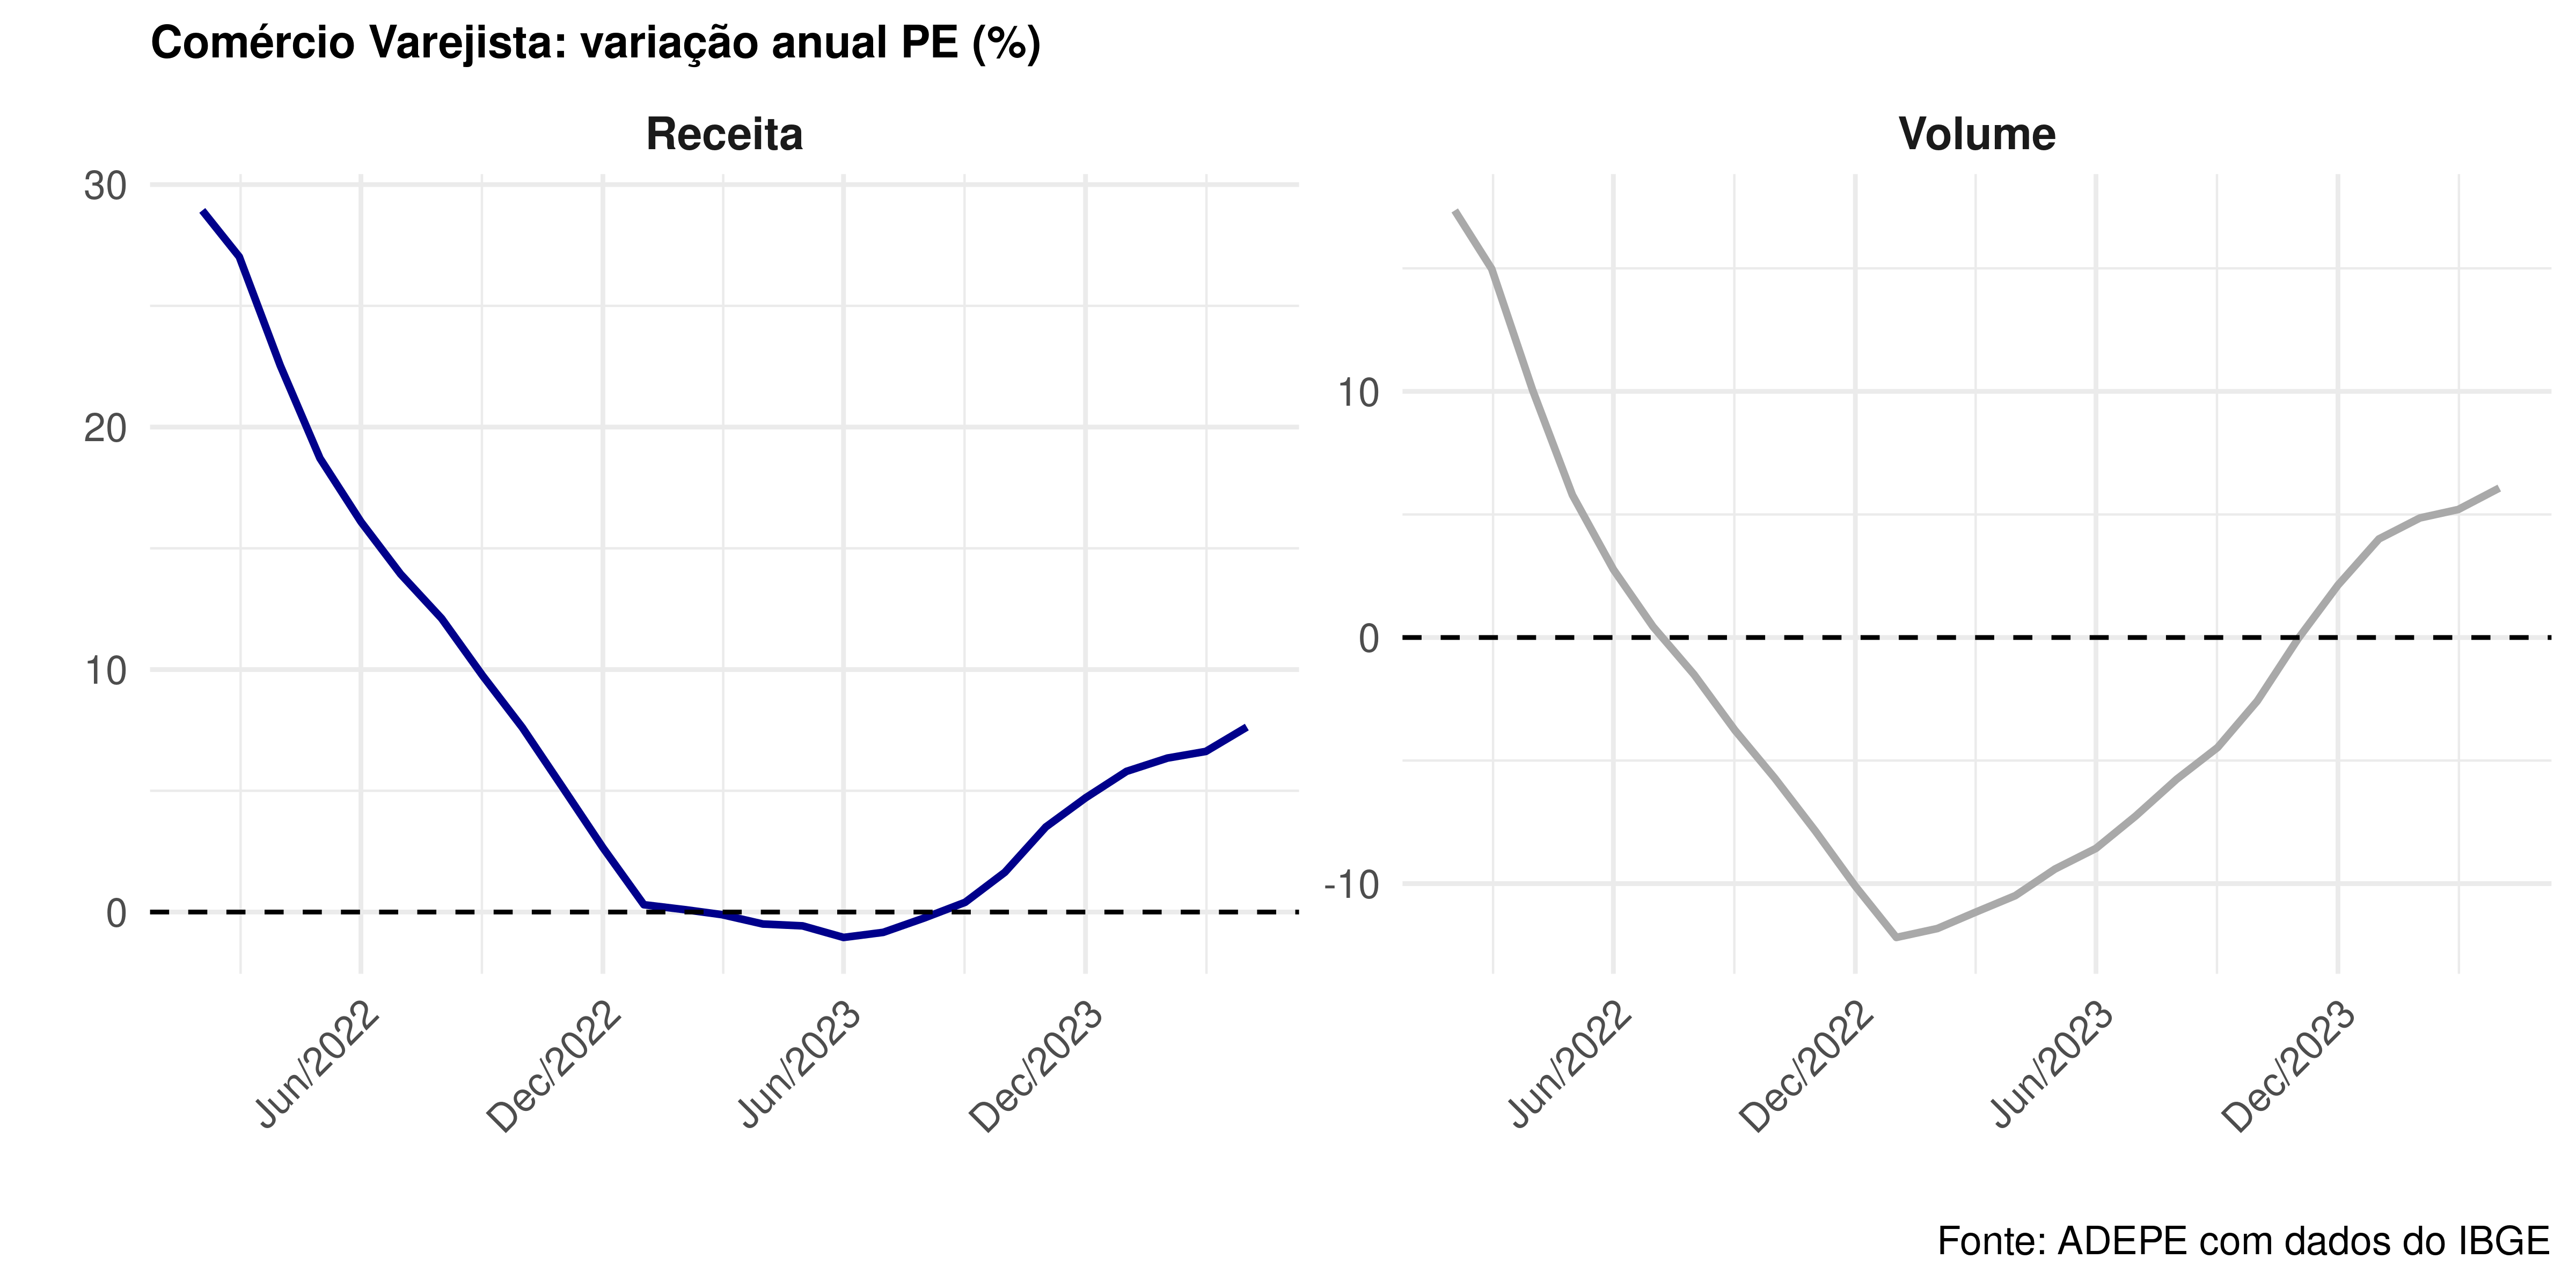 Comércio Varejista: variação anual PE (%)
Receita
30
20
10
0
Jun/2022
Dec/2022
Jun/2023
Dec/2023
Volume
10
0
-10
Jun/2022
Dec/2022
Jun/2023
Dec/2023
Fonte: ADEPE com dados do IBGE